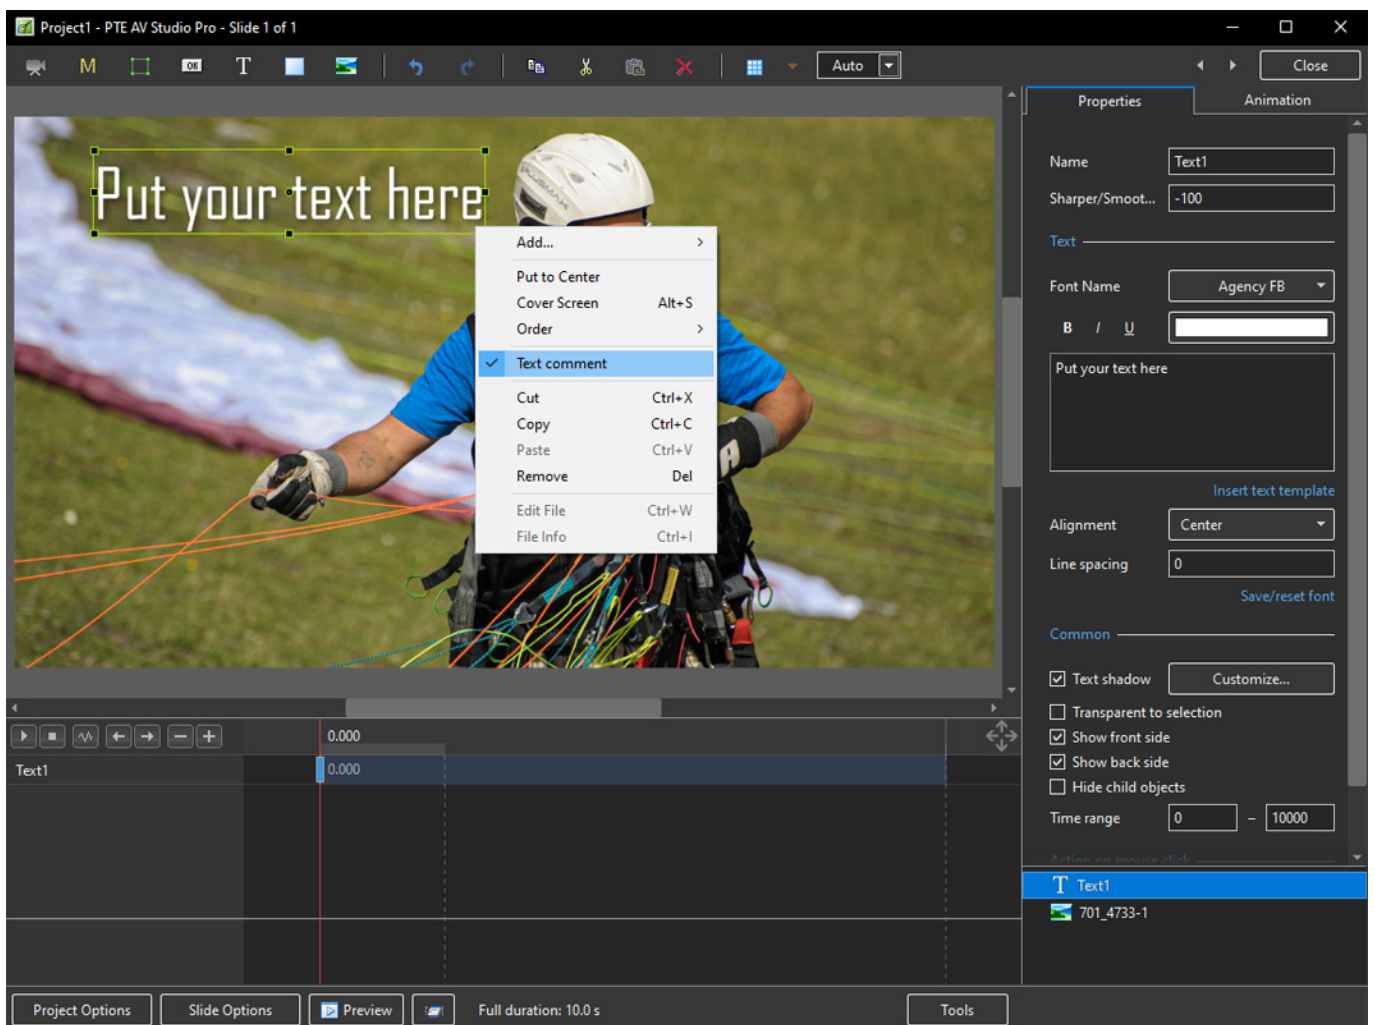 Project1 - PTE AV Studio Pro - Slide 1 of 1
M OK T Auto Close
Properties Animation
Put your text here
PLUSMAX
Add...
Put to Center
Cover Screen Alt+S
Order
Text comment
Cut Ctrl+X
Copy Ctrl+C
Paste Ctrl+V
Remove Del
Edit File Ctrl+W
File Info Ctrl+I
Name Text1
Sharper/Smoot... -100
Text
Font Name Agency FB
B I U
Put your text here
Insert text template
Alignment Center
Line spacing 0
Save/reset font
Common
Text shadow Customize...
Transparent to selection
Show front side
Show back side
Hide child objects
Time range 0 – 10000
Action on mouse click
T Text1
701_4733-1
0.000
Text1 0.000
Project Options Slide Options Preview Full duration: 10.0 s Tools